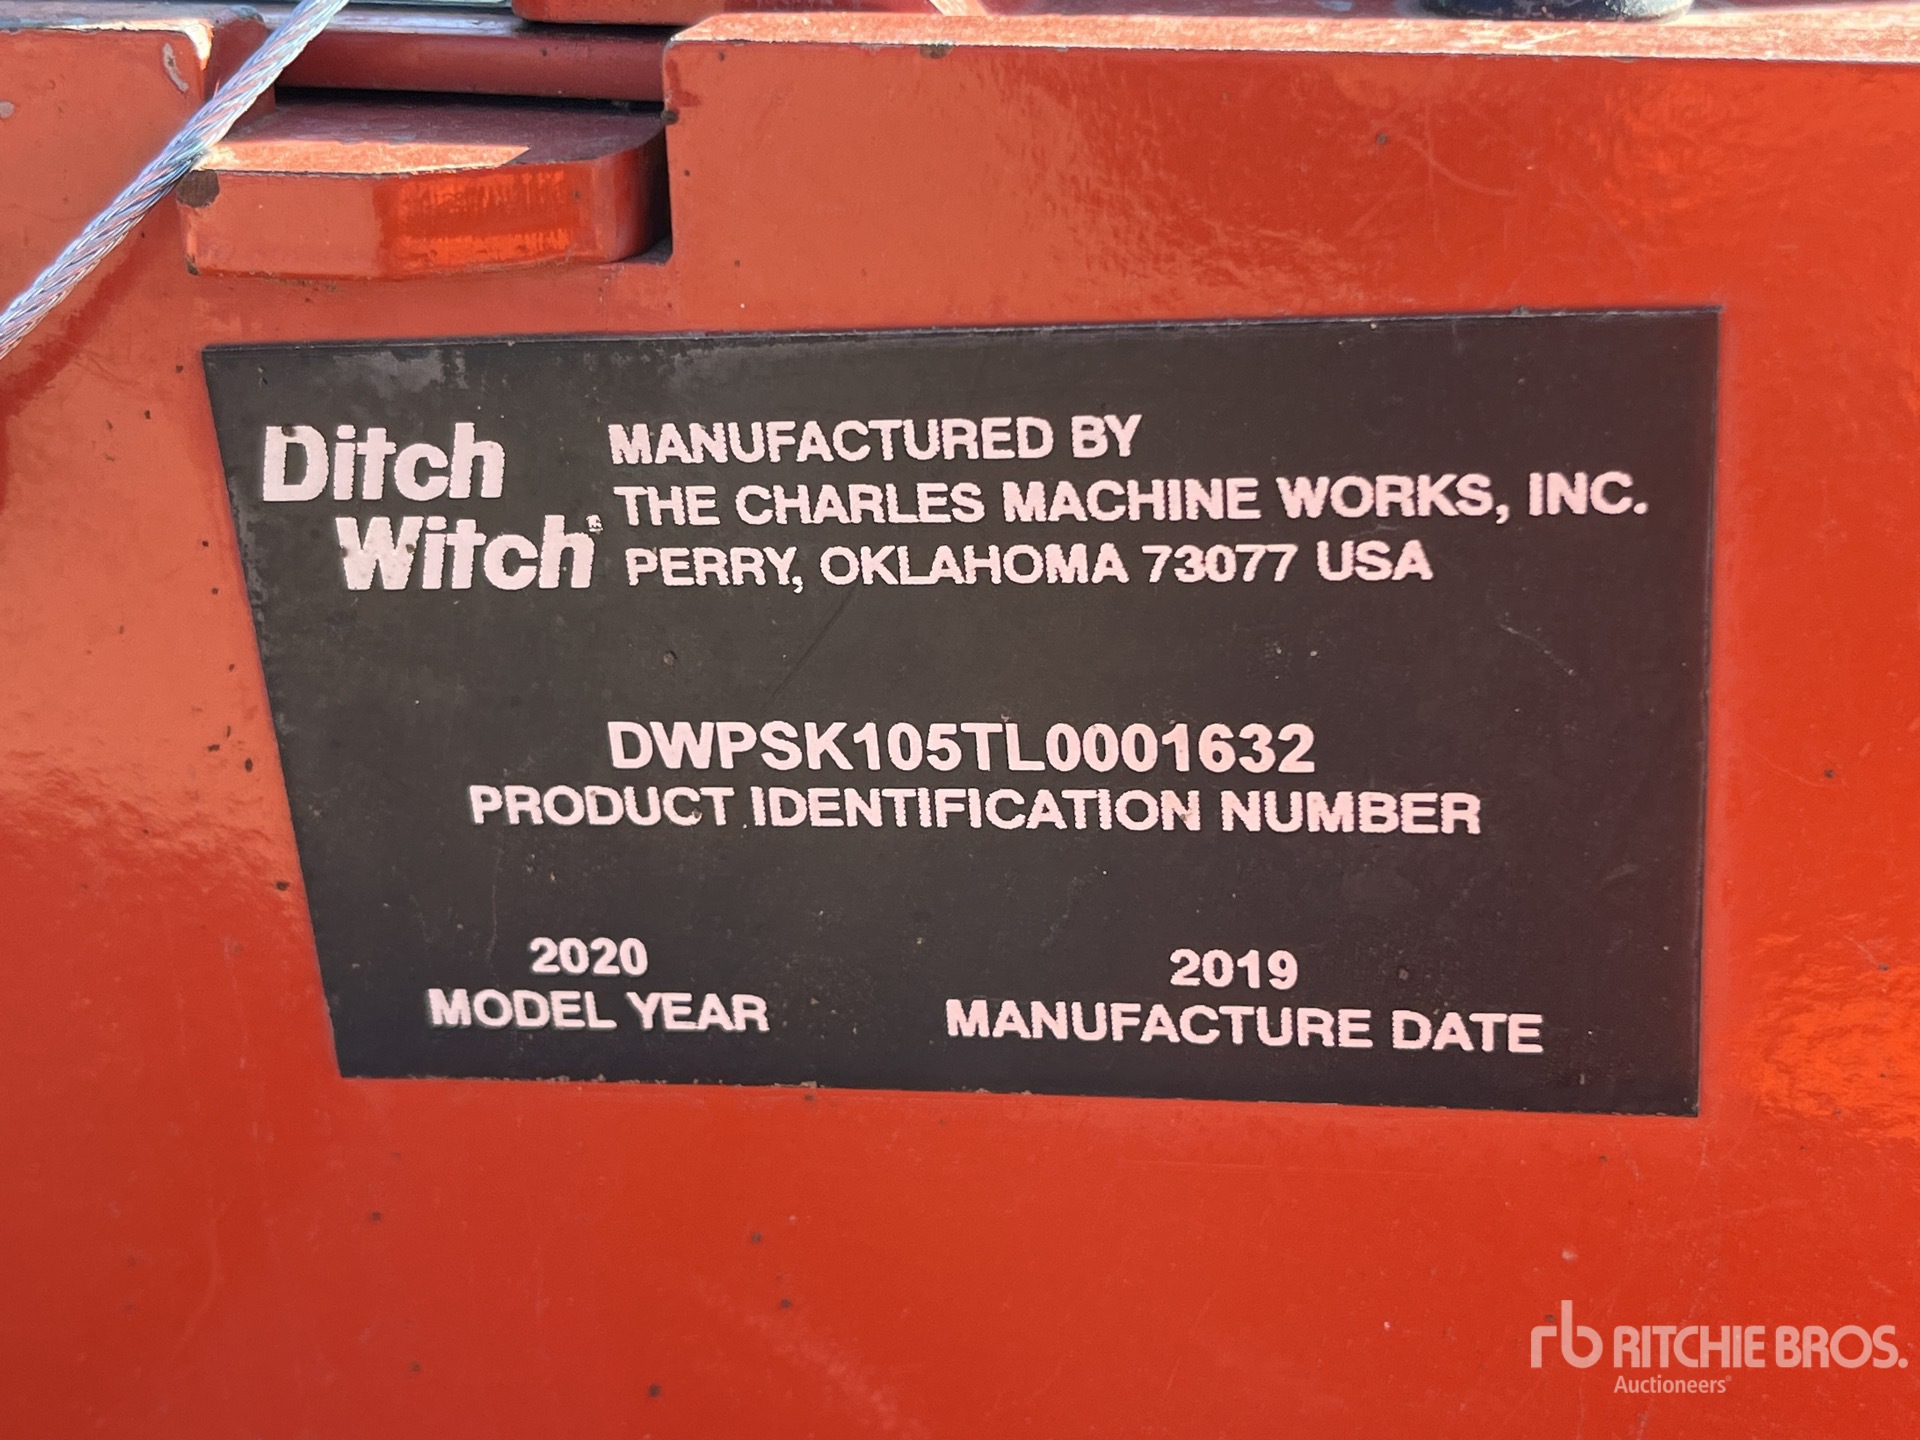 Ditch
Witch®
MANUFACTURED BY
THE CHARLES MACHINE WORKS, INC.
PERRY, OKLAHOMA 73077 USA
DWPSK105TL0001632
PRODUCT IDENTIFICATION NUMBER
2020
MODEL YEAR
2019
MANUFACTURE DATE
rb RITCHIE BROS.
Auctioneers®